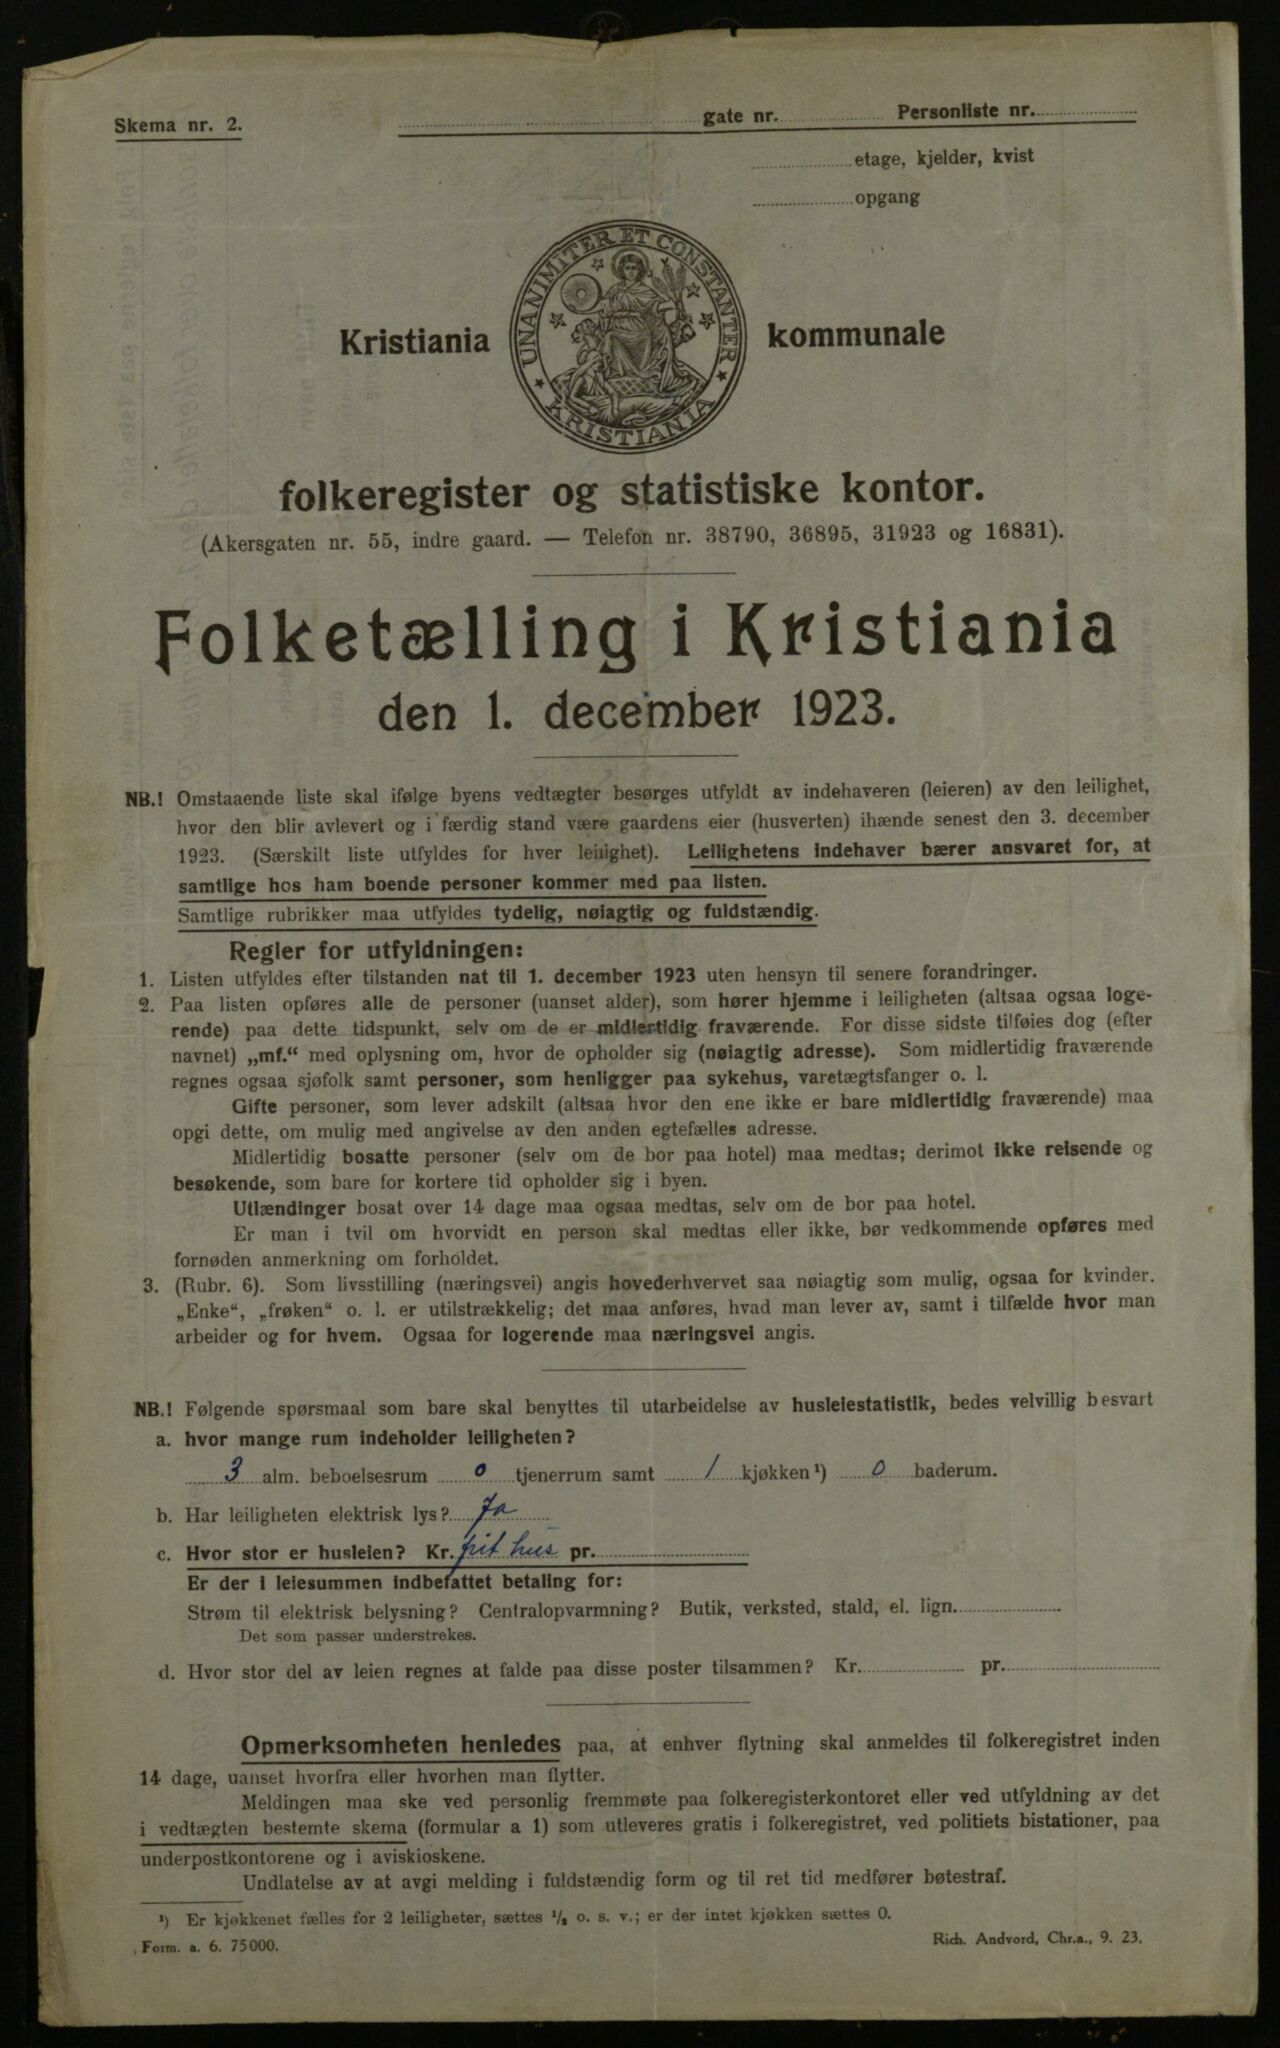 Skema nr. 2. gate nr. Personliste nr.
etage, kjelder, kvist
opgang
UNANIMITER ET CONSTANTER
KRISTIANIA
Kristiania kommunale
folkeregister og statistiske kontor.
(Akersgaten nr. 55, indre gaard. — Telefon nr. 38790, 36895, 31923 og 16831).
Folketælling i Kristiania
den 1. december 1923.
NB.! Omstaaende liste skal ifølge byens vedtægter besørges utfyldt av indehaveren (leieren) av den leilighet,
hvor den blir avlevert og i færdig stand være gaardens eier (husverten) ihænde senest den 3. december
1923. (Særskilt liste utfyldes for hver leilighet). Leilighetens indehaver bærer ansvaret for, at
samtlige hos ham boende personer kommer med paa listen.
Samtlige rubrikker maa utfyldes tydelig, nøiagtig og fuldstændig.
Regler for utfyldningen:
1. Listen utfyldes efter tilstanden nat til 1. december 1923 uten hensyn til senere forandringer.
2. Paa listen opføres alle de personer (uanset alder), som hører hjemme i leiligheten (altsaa ogsaa loge-
rende) paa dette tidspunkt, selv om de er midlertidig fraværende. For disse sidste tilføies dog (efter
navnet) „mf.“ med oplysning om, hvor de opholder sig (nøiagtig adresse). Som midlertidig fraværende
regnes ogsaa sjøfolk samt personer, som henligger paa sykehus, varetægtsfanger o. l.
Gifte personer, som lever adskilt (altsaa hvor den ene ikke er bare midlertidig fraværende) maa
opgi dette, om mulig med angivelse av den anden egtefælles adresse.
Midlertidig bosatte personer (selv om de bor paa hotel) maa medtas; derimot ikke reisende og
besøkende, som bare for kortere tid opholder sig i byen.
Utlændinger bosat over 14 dage maa ogsaa medtas, selv om de bor paa hotel.
Er man i tvil om hvorvidt en person skal medtas eller ikke, bør vedkommende opføres med
fornøden anmerkning om forholdet.
3. (Rubr. 6). Som livsstilling (næringsvei) angis hovederhvervet saa nøiagtig som mulig, ogsaa for kvinder.
„Enke“, „frøken“ o. l. er utilstrækkelig; det maa anføres, hvad man lever av, samt i tilfælde hvor man
arbeider og for hvem. Ogsaa for logerende maa næringsvei angis.
NB.! Følgende spørsmaal som bare skal benyttes til utarbeidelse av husleiestatistik, bedes velvillig besvart
a. hvor mange rum indeholder leiligheten?
3 alm. beboelsesrum 0 tjenerrum samt 1 kjøkken ¹) 0 baderum.
b. Har leiligheten elektrisk lys? Ja
c. Hvor stor er husleien? Kr. frit hus pr.
Er der i leiesummen indbefattet betaling for:
Strøm til elektrisk belysning? Centralopvarmning? Butik, verksted, stald, el. lign.
Det som passer understrekes.
d. Hvor stor del av leien regnes at falde paa disse poster tilsammen? Kr. pr.
Opmerksomheten henledes paa, at enhver flytning skal anmeldes til folkeregistret inden
14 dage, uanset hvorfra eller hvorhen man flytter.
Meldingen maa ske ved personlig fremmøte paa folkeregisterkontoret eller ved utfyldning av det
i vedtægten bestemte skema (formular a 1) som utleveres gratis i folkeregistret, ved politiets bistationer, paa
underpostkontorene og i aviskioskene.
Undlatelse av at avgi melding i fuldstændig form og til ret tid medfører bøtestraf.
¹) Er kjøkkenet fælles for 2 leiligheter, sættes ½ o. s. v.; er der intet kjøkken sættes 0.
Form. a. 6. 75000. Rich. Andvord, Chr.a., 9. 23.